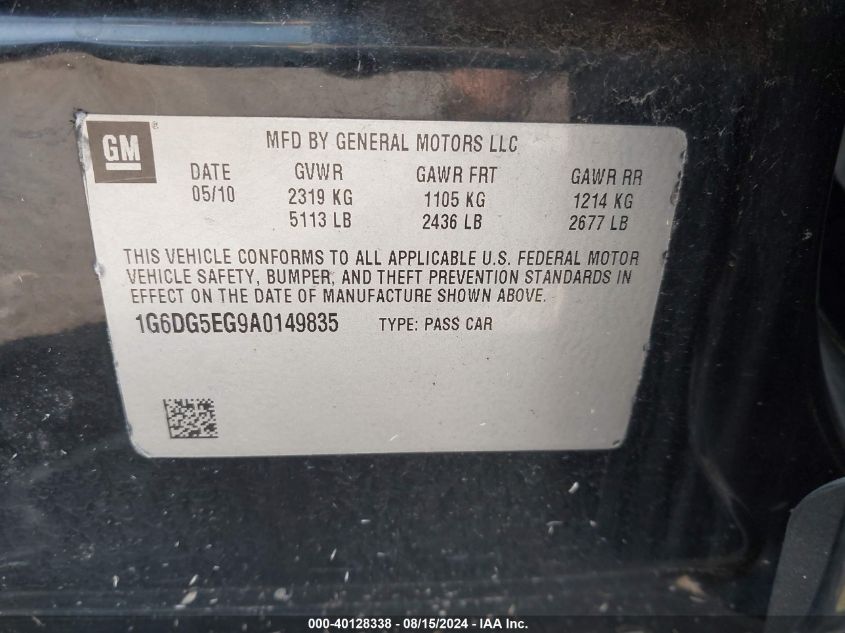 GM ®
MFD BY GENERAL MOTORS LLC
DATE GVWR GAWR FRT GAWR RR
05/10 2319 KG 1105 KG 1214 KG
5113 LB 2436 LB 2677 LB
THIS VEHICLE CONFORMS TO ALL APPLICABLE U.S. FEDERAL MOTOR
VEHICLE SAFETY, BUMPER, AND THEFT PREVENTION STANDARDS IN
EFFECT ON THE DATE OF MANUFACTURE SHOWN ABOVE.
1G6DG5EG9A0149835 TYPE: PASS CAR
000-40128338 - 08/15/2024 - IAA Inc.